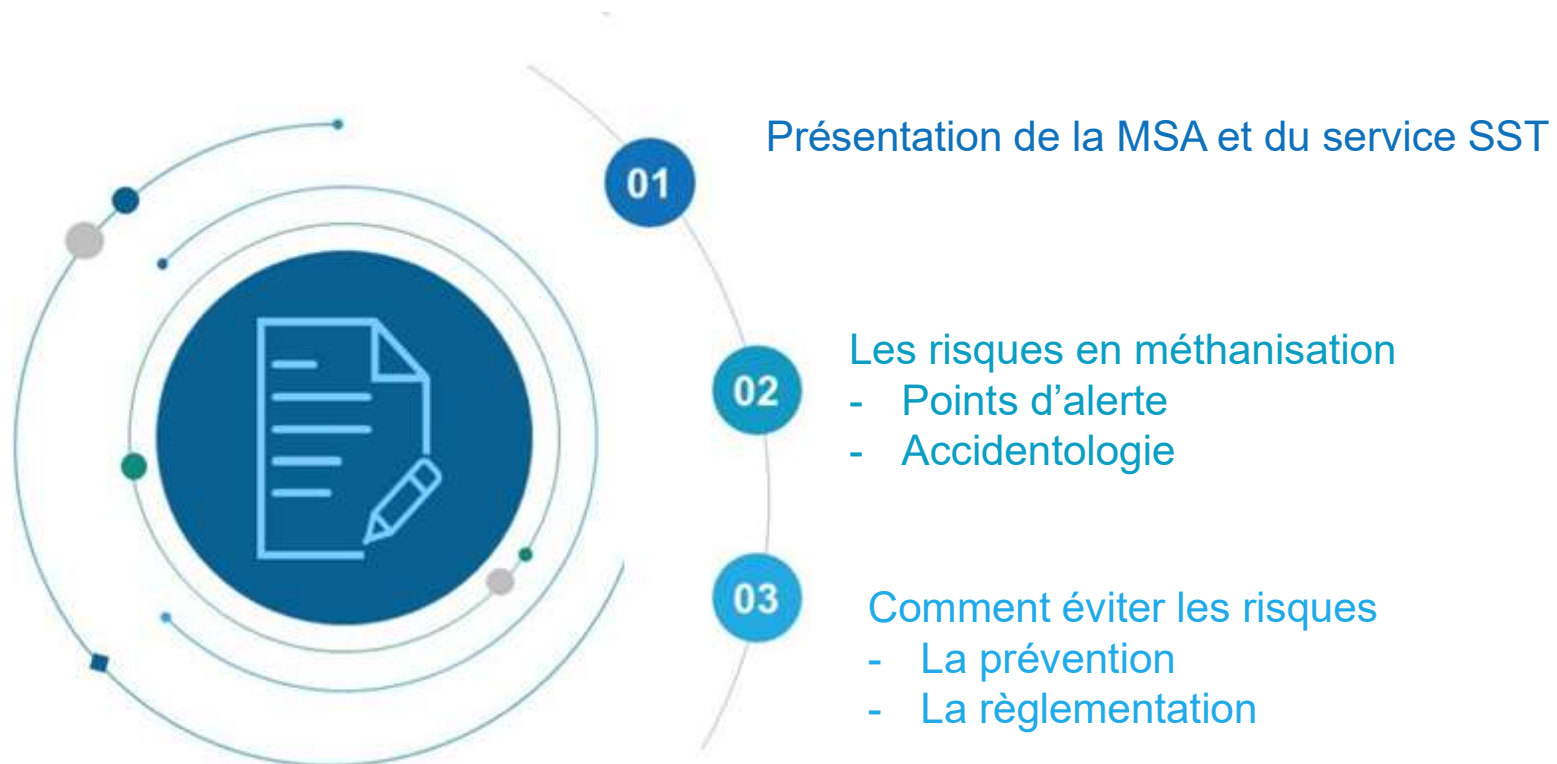 01
Présentation de la MSA et du service SST
02
Les risques en méthanisation
- Points d’alerte
- Accidentologie
03
Comment éviter les risques
- La prévention
- La règlementation